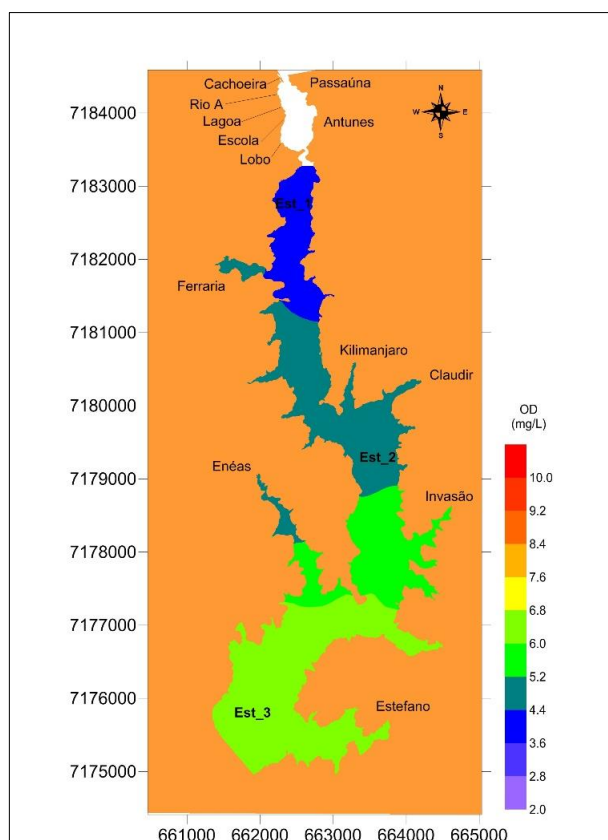 Cachoeira
Passaúna
Rio A
Lagoa
Antunes
Escola
Lobo
N
W
E
S
7184000
7183000
7182000
7181000
7180000
7179000
7178000
7177000
7176000
7175000
Est_1
Ferraria
Kilimanjaro
Claudir
Est_2
Enéas
Invasão
Est_3
Estefano
OD
(mg/L)
10.0
9.2
8.4
7.6
6.8
6.0
5.2
4.4
3.6
2.8
2.0
661000 662000 663000 664000 665000